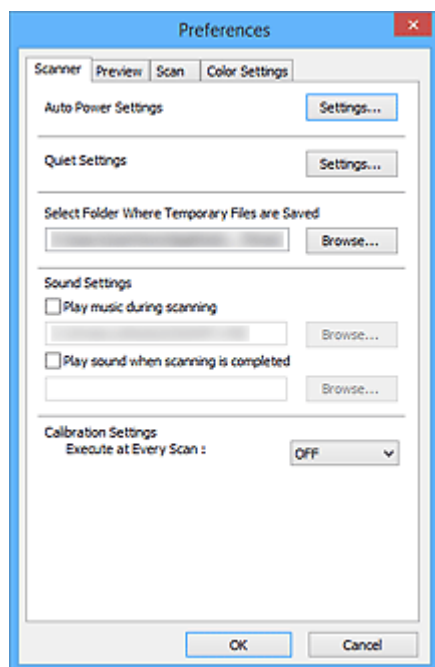 Preferences
Scanner Preview Scan Color Settings
Auto Power Settings Settings...
Quiet Settings Settings...
Select Folder Where Temporary Files are Saved
Browse...
Sound Settings
Play music during scanning
Browse...
Play sound when scanning is completed
Browse...
Calibration Settings
Execute at Every Scan : OFF
OK Cancel